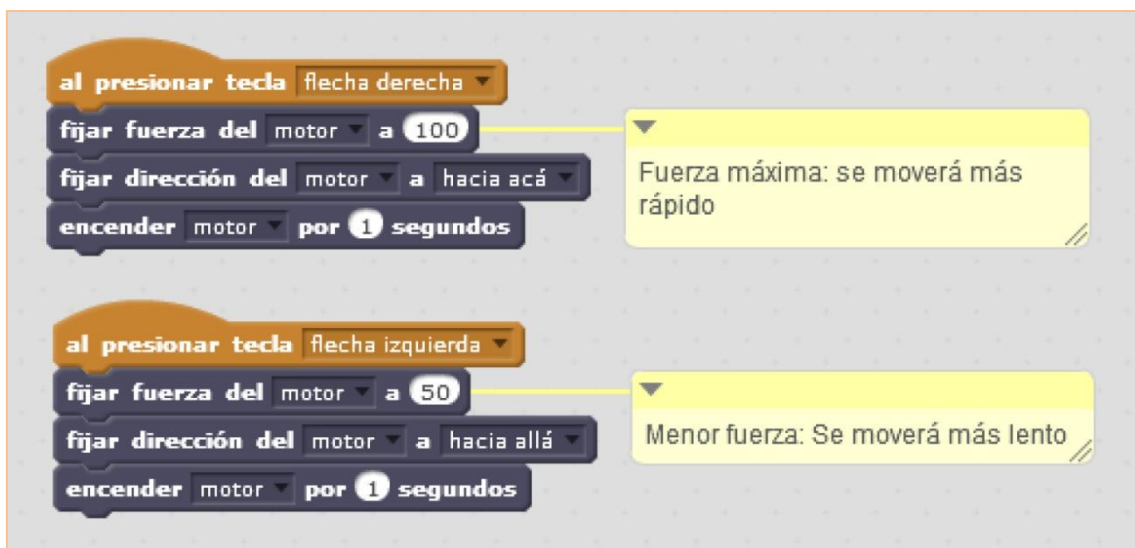 al presionar tecla flecha derecha
fijar fuerza del motor a 100
fijar dirección del motor a hacia acá
encender motor por 1 segundos
Fuerza máxima: se moverá más
rápido
al presionar tecla flecha izquierda
fijar fuerza del motor a 50
fijar dirección del motor a hacia allá
encender motor por 1 segundos
Menor fuerza: Se moverá más lento